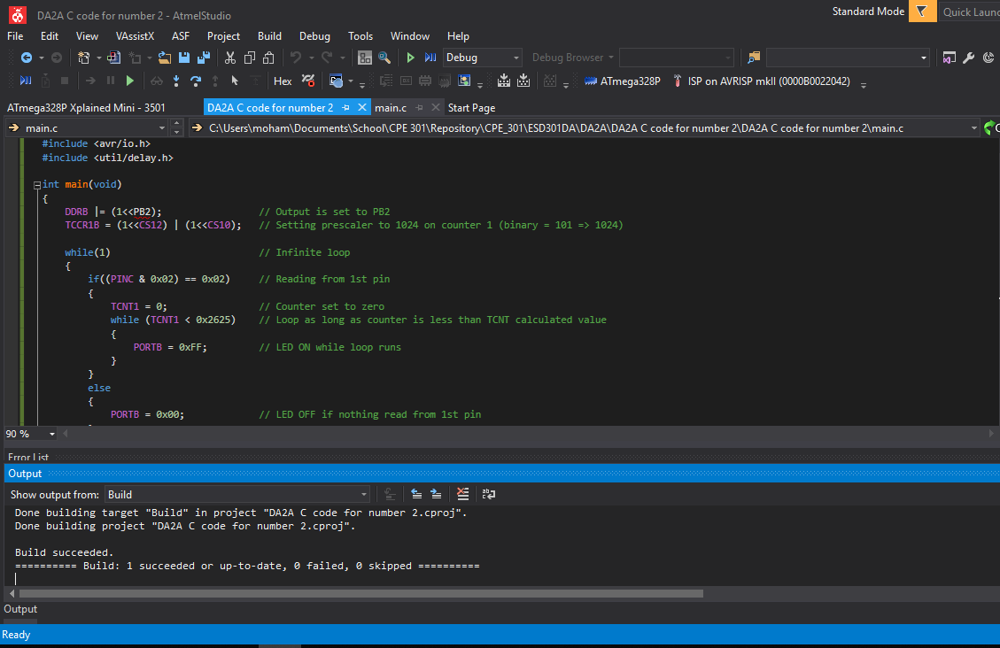 DA2A C code for number 2 - AtmelStudio
Standard Mode
Quick Laun
File Edit View VAssistX ASF Project Build Debug Tools Window Help
Debug Debug Browser
Hex ATmega328P ISP on AVRISP mkII (0000B0022042)
ATmega328P Xplained Mini - 3501 DA2A C code for number 2 main.c Start Page
main.c C:\Users\moham\Documents\School\CPE 301\Repository\CPE_301\ESD301DA\DA2A\DA2A C code for number 2\DA2A C code for number 2\main.c
#include <avr/io.h>
#include <util/delay.h>
int main(void)
{
DDRB |= (1<<PB2); // Output is set to PB2
TCCR1B = (1<<CS12) | (1<<CS10); // Setting prescaler to 1024 on counter 1 (binary = 101 => 1024)
while(1) // Infinite loop
{
if((PINC & 0x02) == 0x02) // Reading from 1st pin
{
TCNT1 = 0; // Counter set to zero
while (TCNT1 < 0x2625) // Loop as long as counter is less than TCNT calculated value
{
PORTB = 0xFF; // LED ON while loop runs
}
}
else
{
PORTB = 0x00; // LED OFF if nothing read from 1st pin
90 %
Error List
Output
Show output from: Build
Done building target "Build" in project "DA2A C code for number 2.cproj".
Done building project "DA2A C code for number 2.cproj".
Build succeeded.
========== Build: 1 succeeded or up-to-date, 0 failed, 0 skipped ==========
Output
Ready